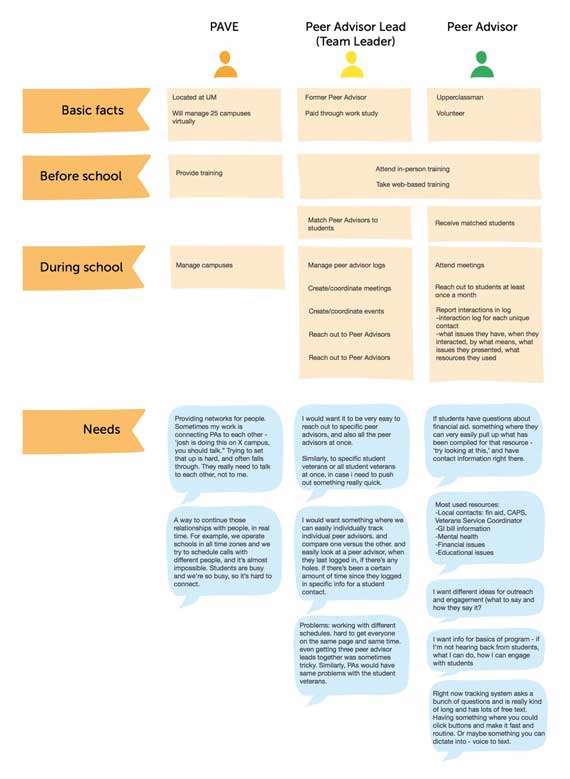 PAVE
Peer Advisor Lead
(Team Leader)
Peer Advisor
Basic facts
Located at UM
Will manage 25 campuses
virtually
Former Peer Advisor
Paid through work study
Upperclassman
Volunteer
Before school
Provide training
Attend in-person training
Take web-based training
Match Peer Advisors to
students
Receive matched students
During school
Manage campuses
Manage peer advisor logs
Create/coordinate meetings
Create/coordinate events
Reach out to Peer Advisors
Reach out to Peer Advisors
Attend meetings
Reach out to students at least
once a month
Report interactions in log
-interaction log for each unique
contact
-what issues they have, when they
interacted, by what means, what
issues they presented, what
resources they used
Needs
Providing networks for people.
Sometimes my work is
connecting PAs to each other -
'josh is doing this on X campus,
you should talk." Trying to set
that up is hard, and often falls
through. They really need to talk
to each other, not to me.
A way to continue those
relationships with people, in real
time. For example, we operate
schools in all time zones and we
try to schedule calls with
different people, and it's almost
impossible. Students are busy
and we're so busy, so it's hard to
connect.
I would want it to be very easy to
reach out to specific peer
advisors, and also all the peer
advisors at once.
Similarly, to specific student
veterans or all student veterans
at once, in case i need to push
out something really quick.
I would want something where we
can easily individually track
individual peer advisors. and
compare one versus the other. and
easily look at a peer advisor, when
they last logged in, if there's any
holes. if there's been a certain
amount of time since they logged
in specific info for a student
contact.
Problems: working with different
schedules. hard to get everyone
on the same page and same time.
even getting three peer advisor
leads together was sometimes
tricky. Similarly, PAs would have
same problems with the student
veterans.
If students have questions about
financial aid. something where they
can very easily pull up what has
been compiled for that resource -
'try looking at this,' and have
contact information right there.
Most used resources:
-Local contacts: fin aid, CAPS,
Veterans Service Coordinator
-GI bill information
-Mental health
-Financial issues
-Educational issues
I want different ideas for outreach
and engagement (what to say and
how they say it?
I want info for basics of program - if
I'm not hearing back from students,
what I can do, how I can engage
with students
Right now tracking system asks a
bunch of questions and is really kind
of long and has lots of free text.
Having something where you could
click buttons and make it fast and
routine. Or maybe something you can
dictate into - voice to text.